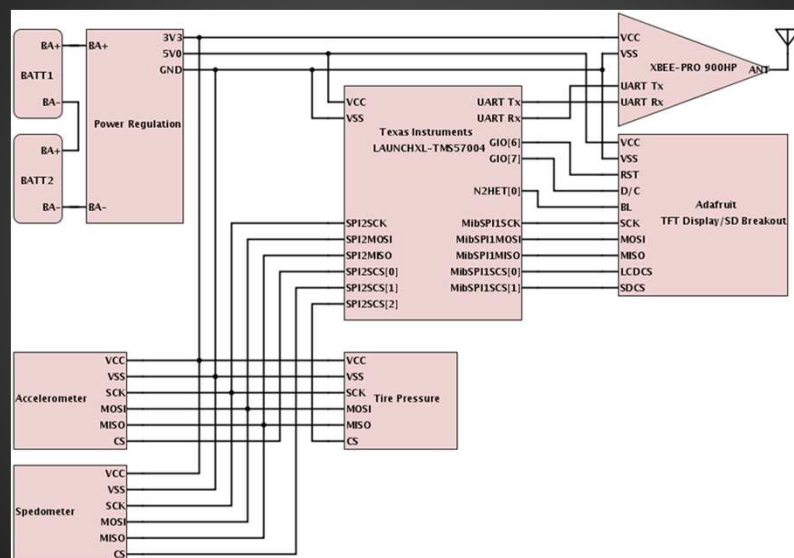 BA+
BATT1
BA-
BA+
BATT2
BA-
BA+
Power Regulation
BA-
3V3
5V0
GND
VCC
VSS
Texas Instruments
LAUNCHXL-TMS57004
SPI2SCK
SPI2MOSI
SPI2MISO
SPI2SCS[0]
SPI2SCS[1]
SPI2SCS[2]
UART Tx
UART Rx
GIO[6]
GIO[7]
N2HET[0]
MibSPI1SCK
MibSPI1MOSI
MibSPI1MISO
MibSPI1SCS[0]
MibSPI1SCS[1]
VCC
VSS
XBEE-PRO 900HP
ANT
UART Tx
UART Rx
VCC
VSS
RST
D/C
BL
SCK
MOSI
MISO
LCDCS
SDCS
Adafruit
TFT Display/SD Breakout
Accelerometer
VCC
VSS
SCK
MOSI
MISO
CS
VCC
VSS
SCK
MOSI
MISO
CS
Tire Pressure
Spedometer
VCC
VSS
SCK
MOSI
MISO
CS